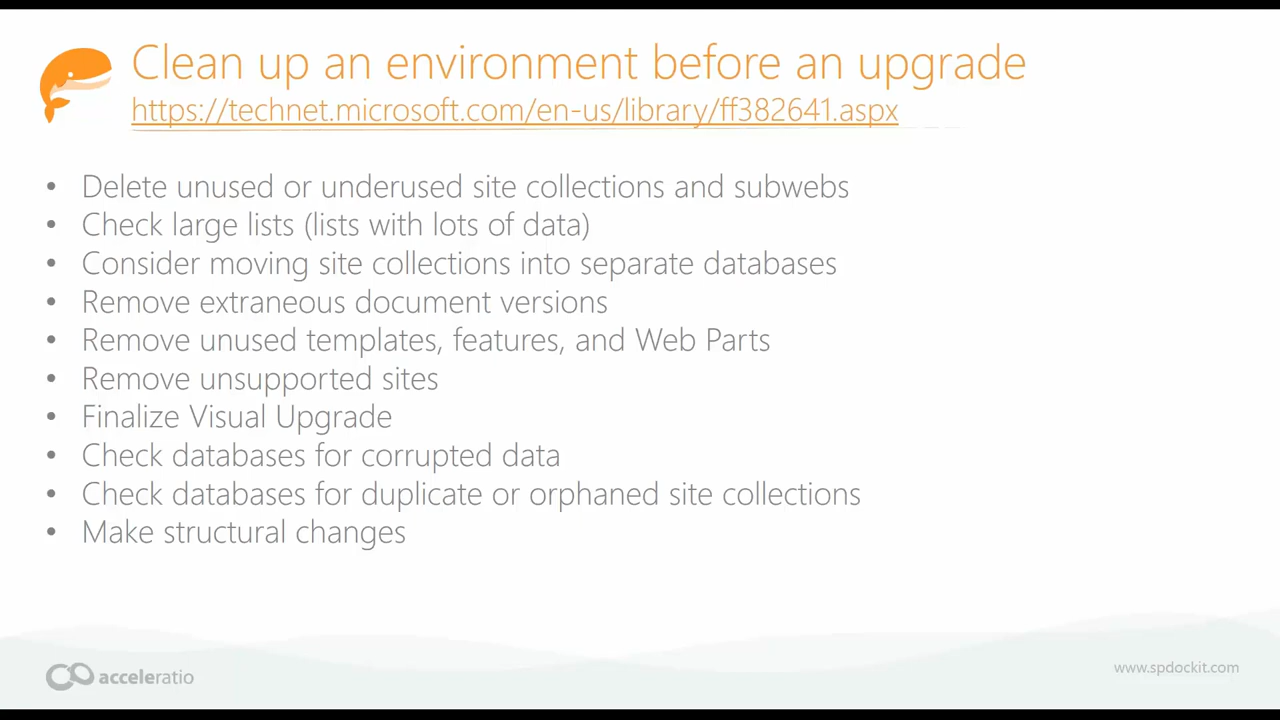 Clean up an environment before an upgrade
https://technet.microsoft.com/en-us/library/ff382641.aspx
• Delete unused or underused site collections and subwebs
• Check large lists (lists with lots of data)
• Consider moving site collections into separate databases
• Remove extraneous document versions
• Remove unused templates, features, and Web Parts
• Remove unsupported sites
• Finalize Visual Upgrade
• Check databases for corrupted data
• Check databases for duplicate or orphaned site collections
• Make structural changes
acceleratio
www.spdockit.com